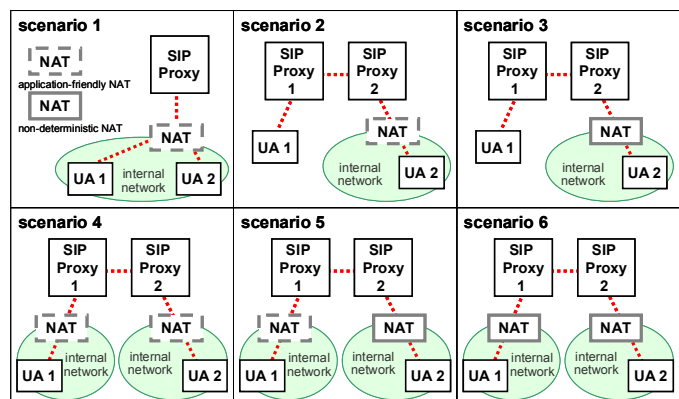 scenario 1
NAT
application-friendly NAT
NAT
non-deterministic NAT
SIP
Proxy
NAT
internal
network
UA 1
UA 2
scenario 2
SIP
Proxy
1
SIP
Proxy
2
UA 1
NAT
internal
network
UA 2
scenario 3
SIP
Proxy
1
SIP
Proxy
2
UA 1
NAT
internal
network
UA 2
scenario 4
SIP
Proxy
1
SIP
Proxy
2
NAT
NAT
internal
network
internal
network
UA 1
UA 2
scenario 5
SIP
Proxy
1
SIP
Proxy
2
NAT
NAT
internal
network
internal
network
UA 1
UA 2
scenario 6
SIP
Proxy
1
SIP
Proxy
2
NAT
NAT
internal
network
internal
network
UA 1
UA 2